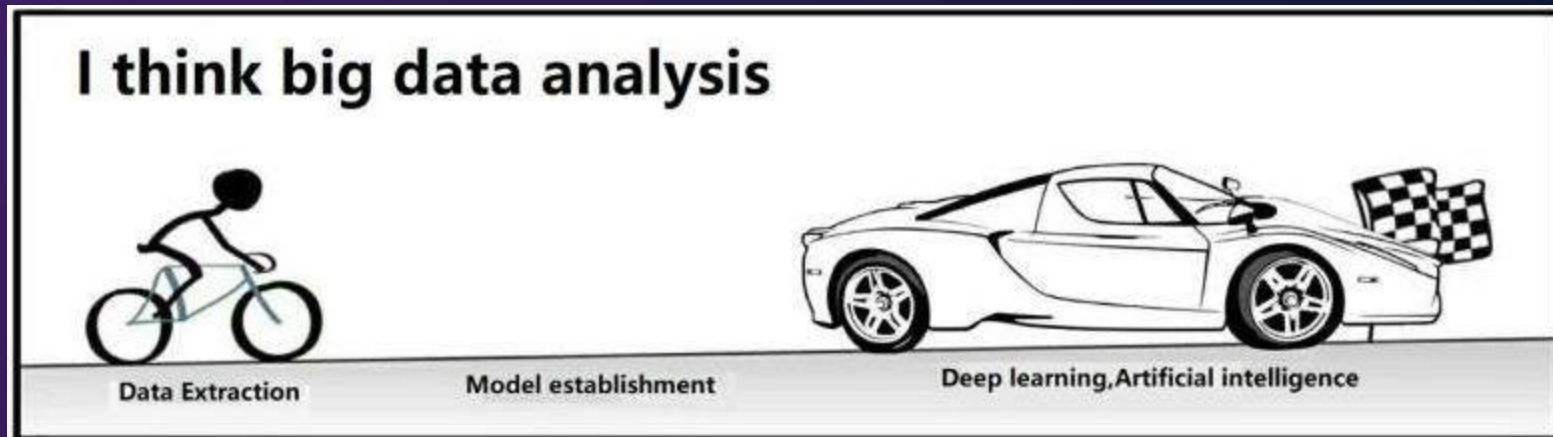 I think big data analysis
Data Extraction
Model establishment
Deep learning,Artificial intelligence